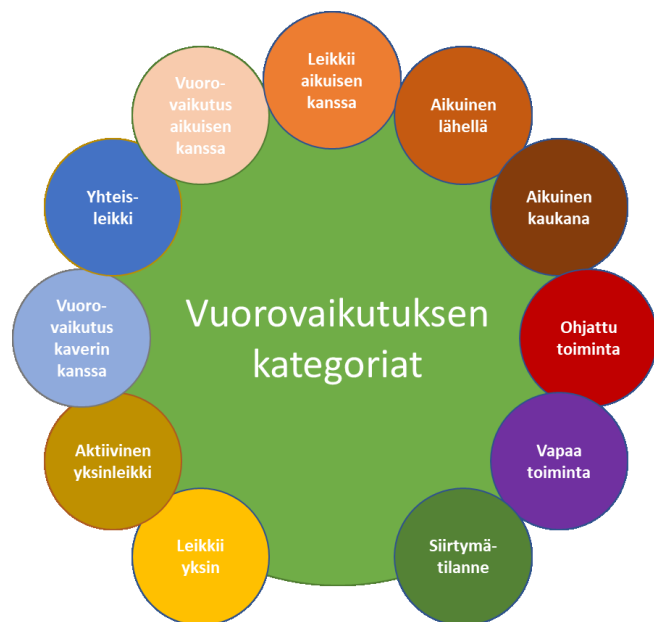 Leikkii
aikuisen
kanssa
Aikuinen
lähellä
Aikuinen
kaukana
Ohjattu
toiminta
Vapaa
toiminta
Siirtymä-
tilanne
Leikkii
yksin
Aktiivinen
yksinleikki
Vuoro-
vaikutus
kaverin
kanssa
Yhteis-
leikki
Vuoro-
vaikutus
aikuisen
kanssa
Vuorovaikutuksen
kategoriat